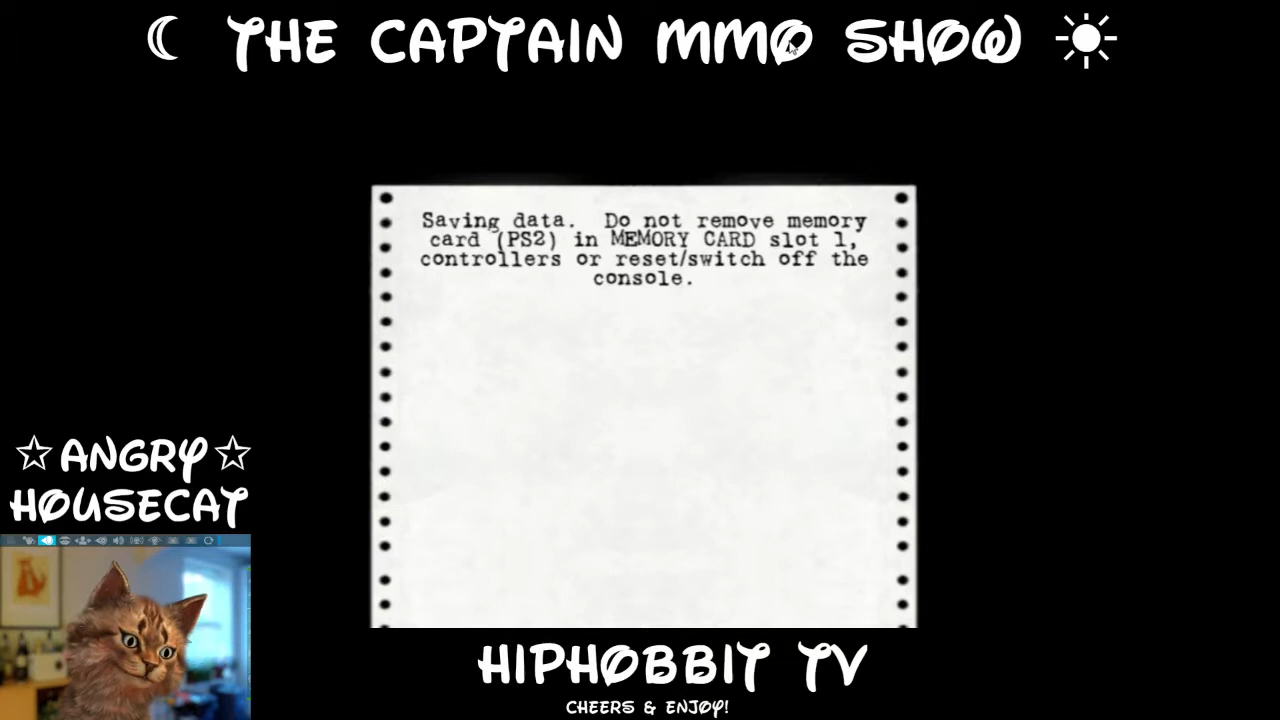 ☾ THE CAPTAIN MMO SHOW ☀
Saving data. Do not remove memory
card (PS2) in MEMORY CARD slot 1,
controllers or reset/switch off the
console.
☆ANGRY☆
HOUSECAT
HIPHOBBIT TV
CHEERS & ENJOY!